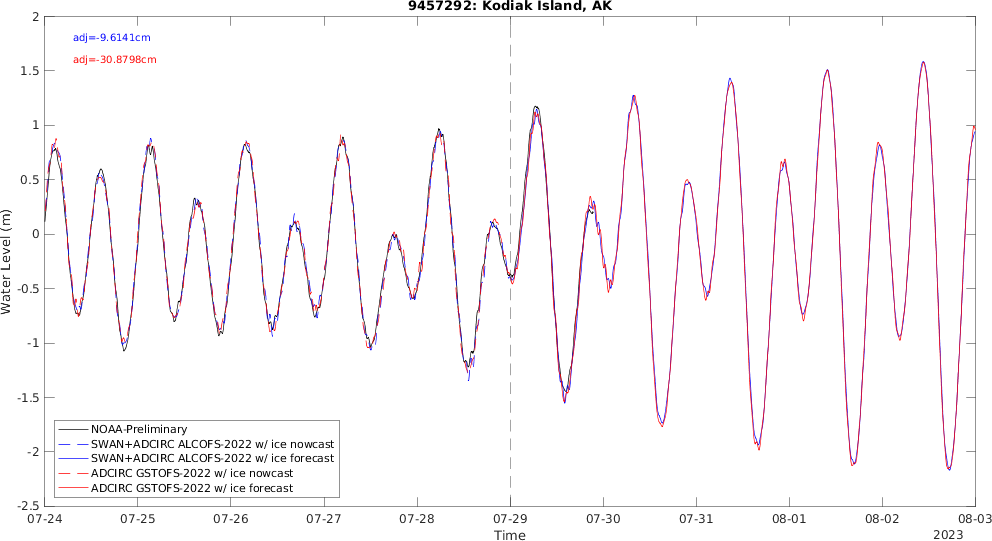 9457292: Kodiak Island, AK
2
adj=-9.6141cm
adj=-30.8798cm
1.5
1
0.5
0
-0.5
-1
-1.5
-2
-2.5
Water Level (m)
NOAA-Preliminary
SWAN+ADCIRC ALCOFS-2022 w/ ice nowcast
SWAN+ADCIRC ALCOFS-2022 w/ ice forecast
ADCIRC GSTOFS-2022 w/ ice nowcast
ADCIRC GSTOFS-2022 w/ ice forecast
07-24 07-25 07-26 07-27 07-28 07-29 07-30 07-31 08-01 08-02 08-03
Time
2023